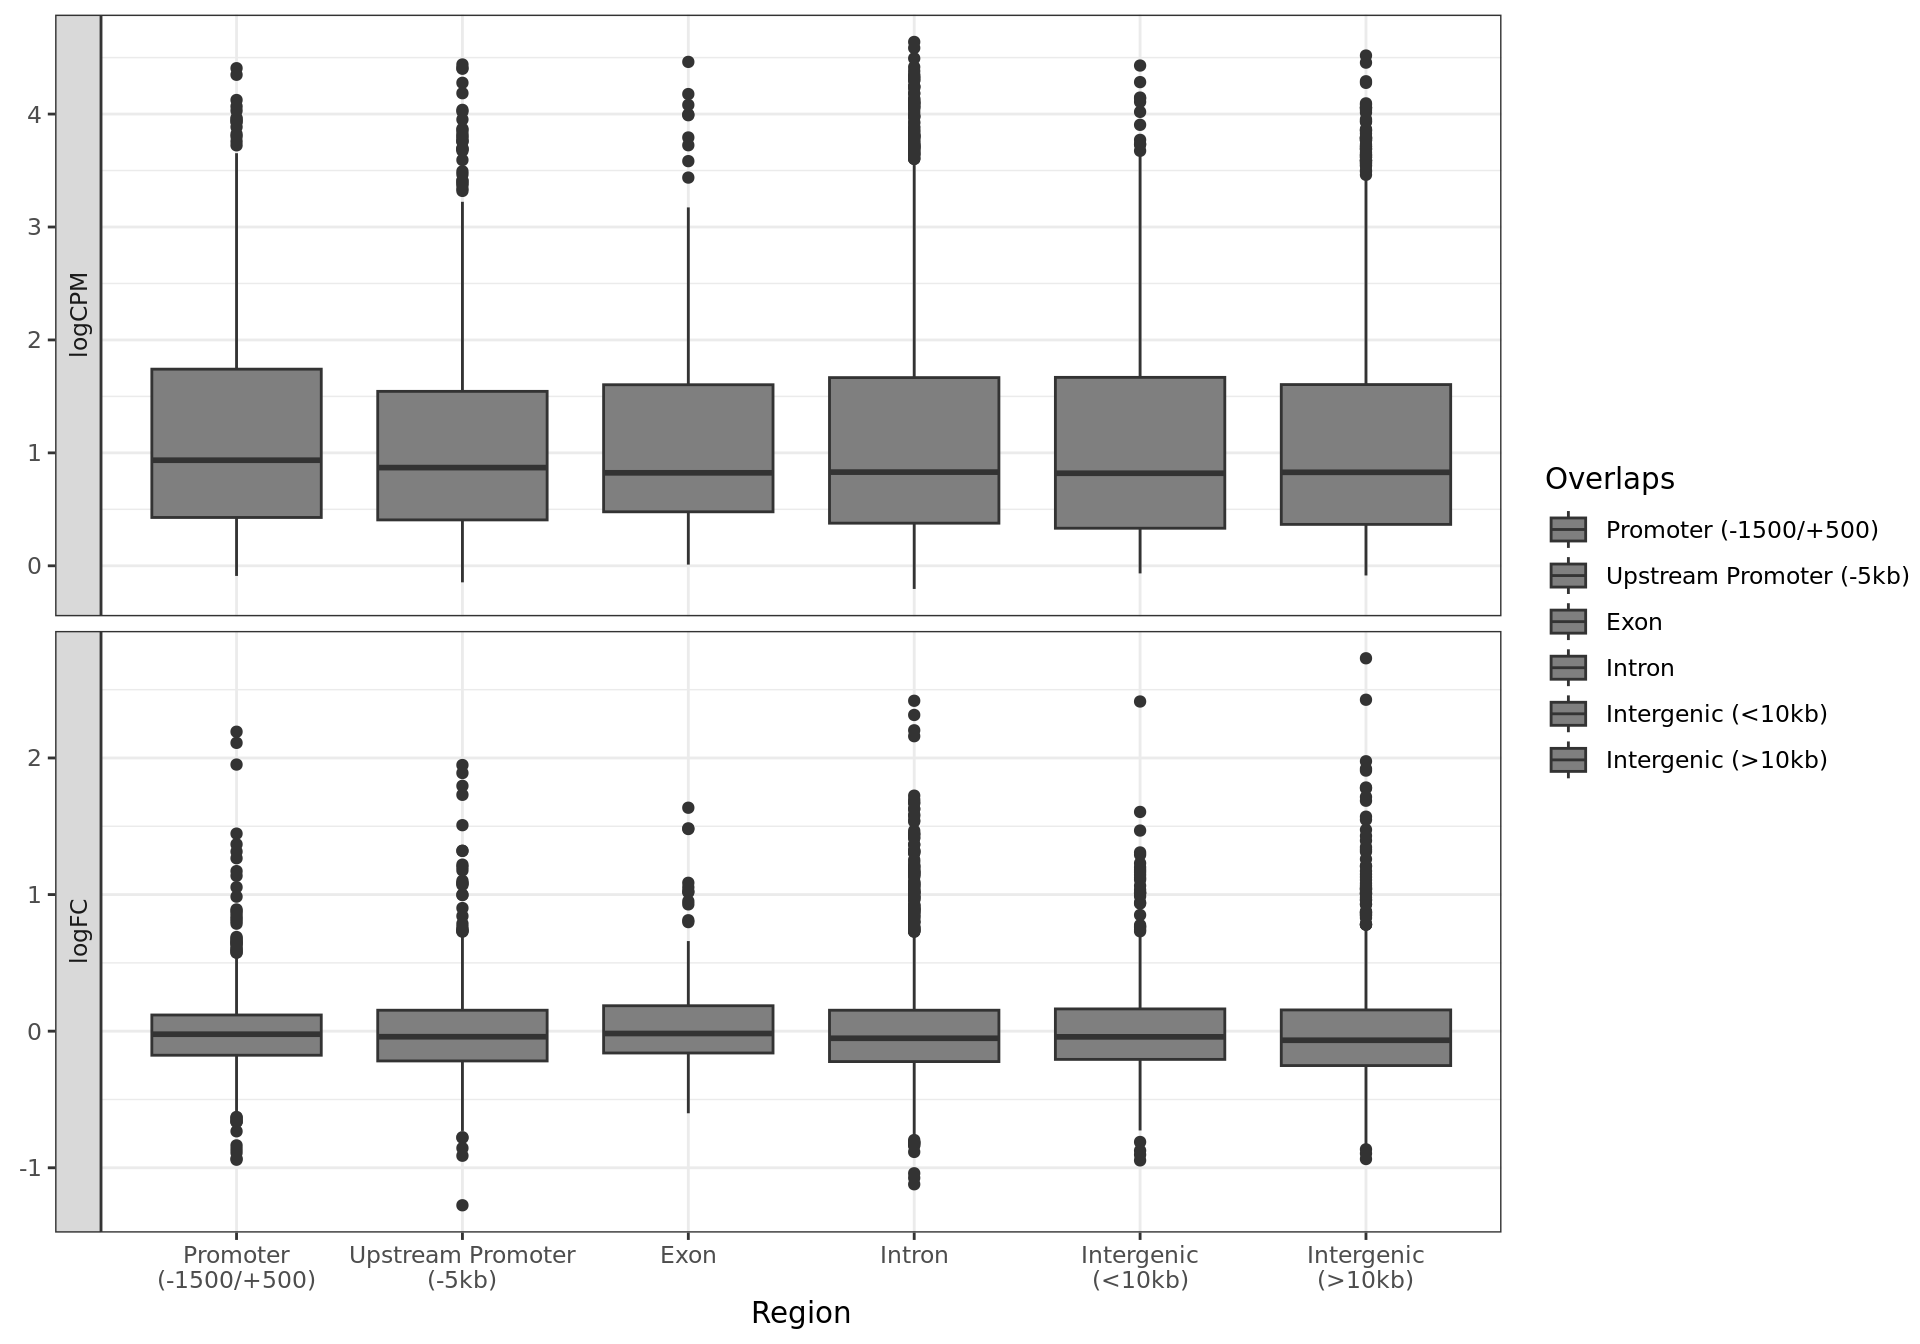 logCPM
4
3
2
1
0
logFC
2
1
0
-1
Promoter
(-1500/+500)
Upstream Promoter
(-5kb)
Exon
Intron
Intergenic
(<10kb)
Intergenic
(>10kb)
Region
Overlaps
Promoter (-1500/+500)
Upstream Promoter (-5kb)
Exon
Intron
Intergenic (<10kb)
Intergenic (>10kb)